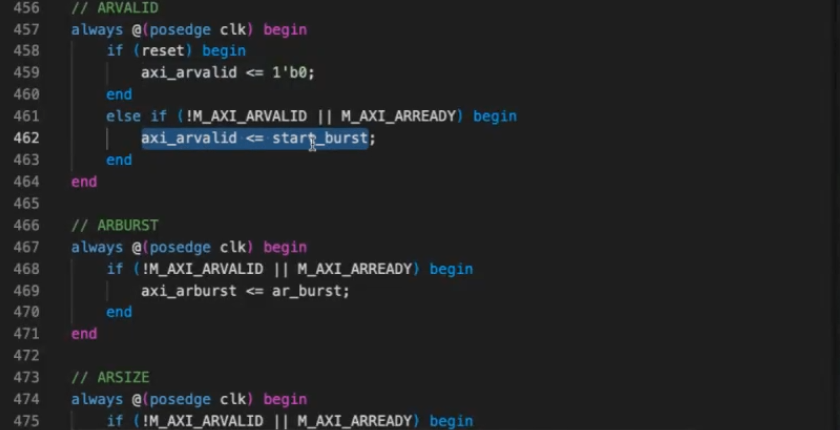 456 // ARVALID
457 always @(posedge clk) begin
458 if (reset) begin
459 axi_arvalid <= 1'b0;
460 end
461 else if (!M_AXI_ARVALID || M_AXI_ARREADY) begin
462 axi_arvalid <= start_burst;
463 end
464 end
465
466 // ARBURST
467 always @(posedge clk) begin
468 if (!M_AXI_ARVALID || M_AXI_ARREADY) begin
469 axi_arburst <= ar_burst;
470 end
471 end
472
473 // ARSIZE
474 always @(posedge clk) begin
475 if (!M_AXI_ARVALID || M_AXI_ARREADY) begin